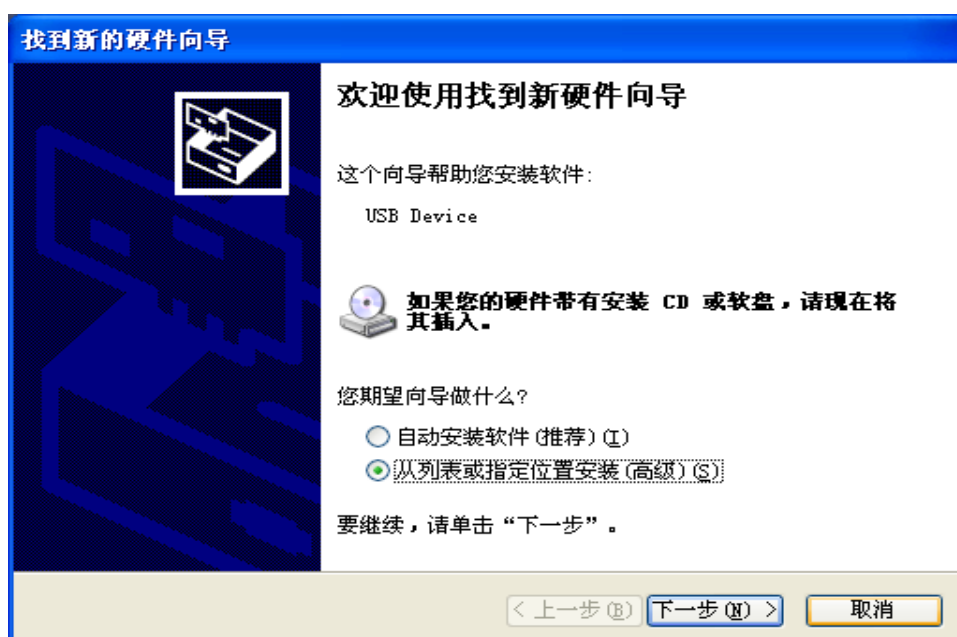 找到新的硬件向导
欢迎使用找到新硬件向导
这个向导帮助您安装软件:
USB Device
如果您的硬件带有安装 CD 或软盘，请现在将
其插入。
您期望向导做什么?
自动安装软件(推荐)(I)
从列表或指定位置安装(高级)(S)
要继续，请单击“下一步”。
< 上一步(B) 下一步(N) > 取消